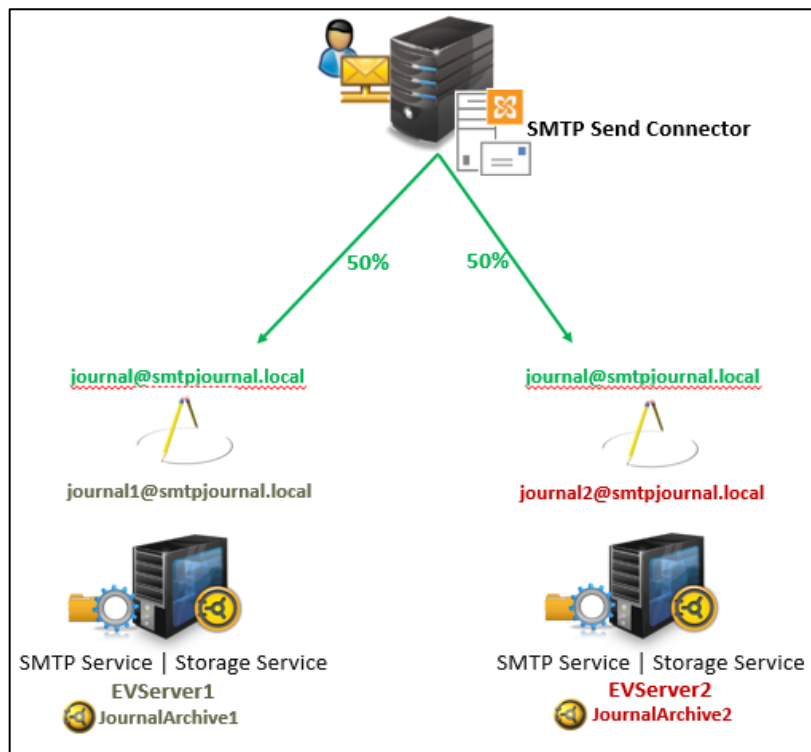 SMTP Send Connector
50% 50%
journal@smtpjournal.local journal@smtpjournal.local
journal1@smtpjournal.local journal2@smtpjournal.local
SMTP Service | Storage Service SMTP Service | Storage Service
EVServer1 EVServer2
JournalArchive1 JournalArchive2